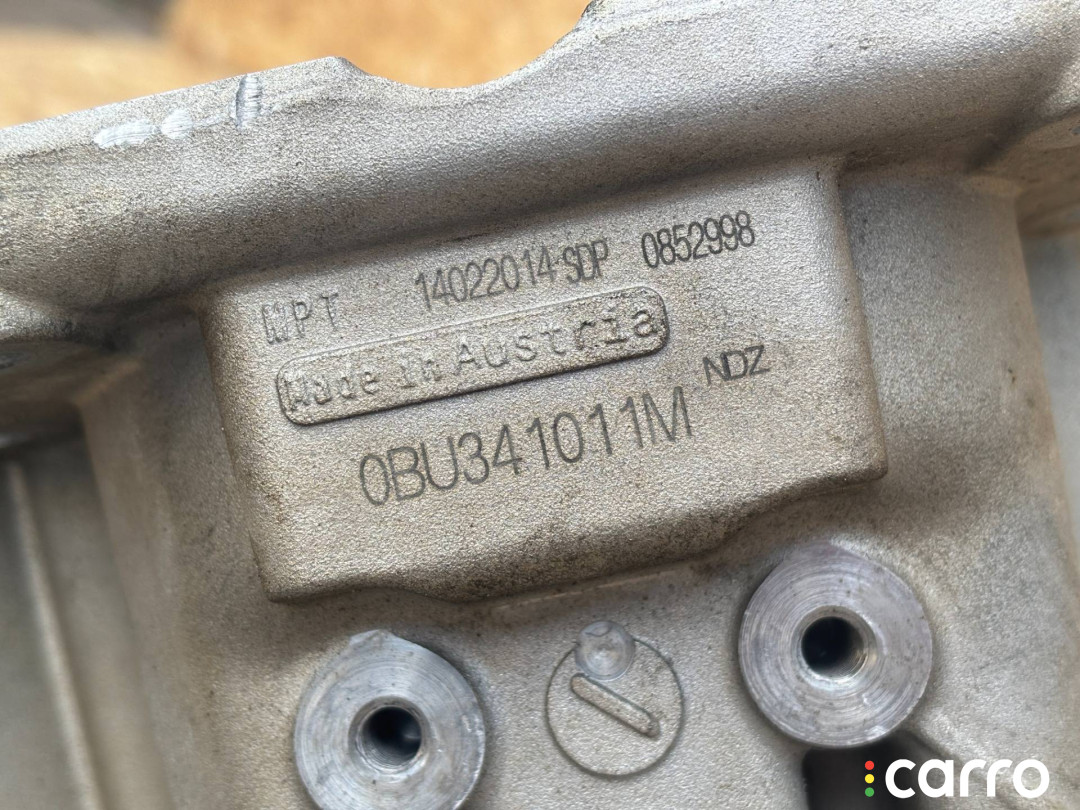 MPT 14022014 SDP 0852998
Made in Austria
0BU341011M NDZ
carro